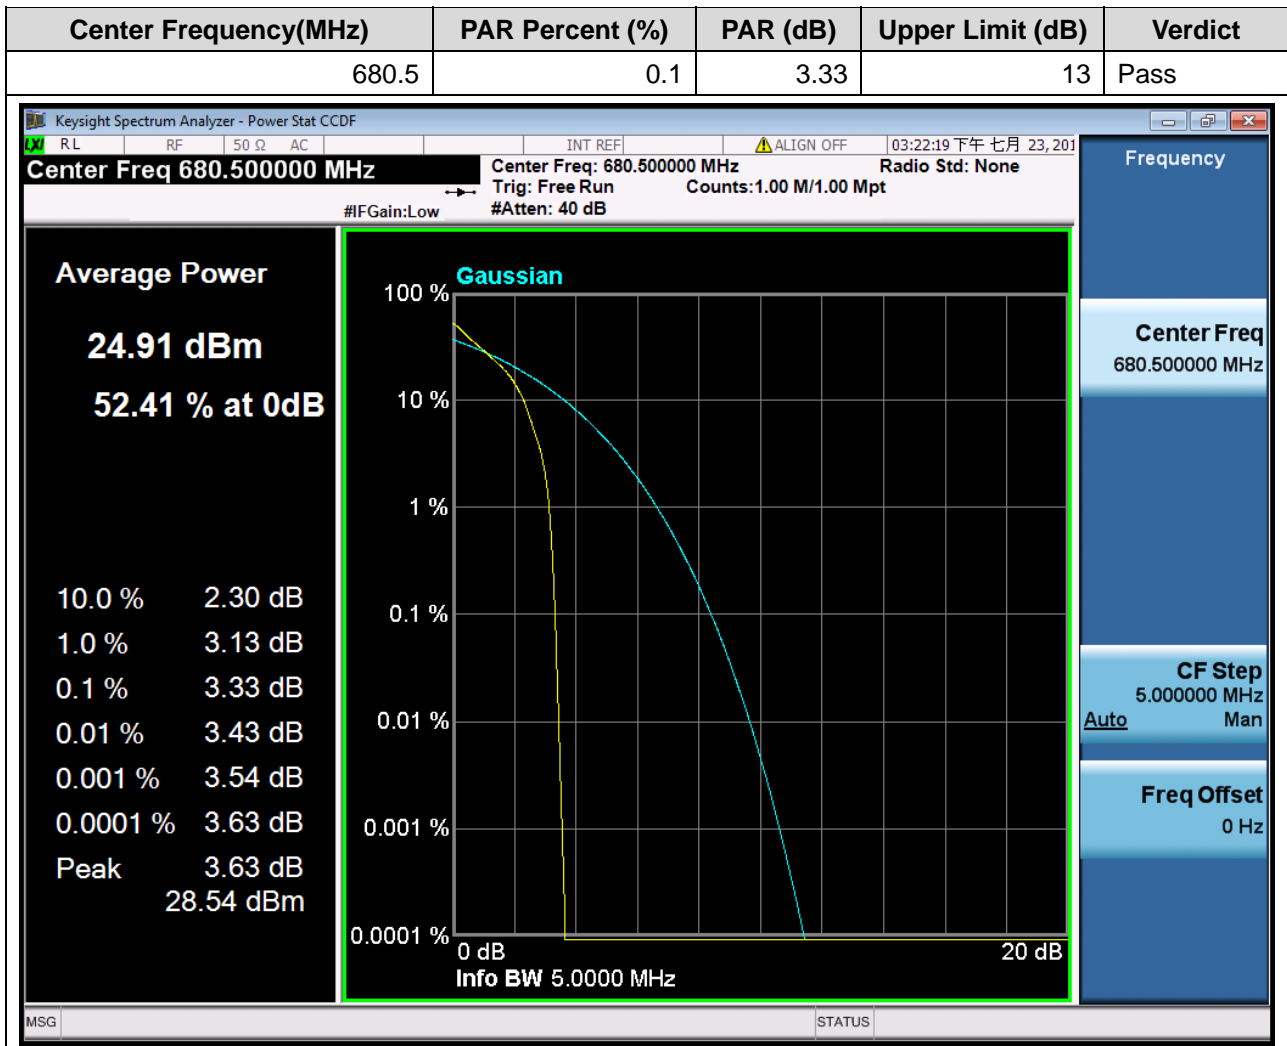 Center Frequency(MHz) PAR Percent (%) PAR (dB) Upper Limit (dB) Verdict
680.5 0.1 3.33 13 Pass
Keysight Spectrum Analyzer - Power Stat CCDF
LXI RL RF 50 Ω AC INT REF ALIGN OFF 03:22:19 下午 七月 23, 201
Center Freq 680.500000 MHz
#IFGain:Low
Center Freq: 680.500000 MHz Radio Std: None
Trig: Free Run Counts:1.00 M/1.00 Mpt
#Atten: 40 dB
Average Power
24.91 dBm
52.41 % at 0dB
10.0 % 2.30 dB
1.0 % 3.13 dB
0.1 % 3.33 dB
0.01 % 3.43 dB
0.001 % 3.54 dB
0.0001 % 3.63 dB
Peak 3.63 dB
28.54 dBm
Gaussian
100 %
10 %
1 %
0.1 %
0.01 %
0.001 %
0.0001 %
0 dB 20 dB
Info BW 5.0000 MHz
Frequency
Center Freq
680.500000 MHz
CF Step
5.000000 MHz
Auto Man
Freq Offset
0 Hz
MSG STATUS